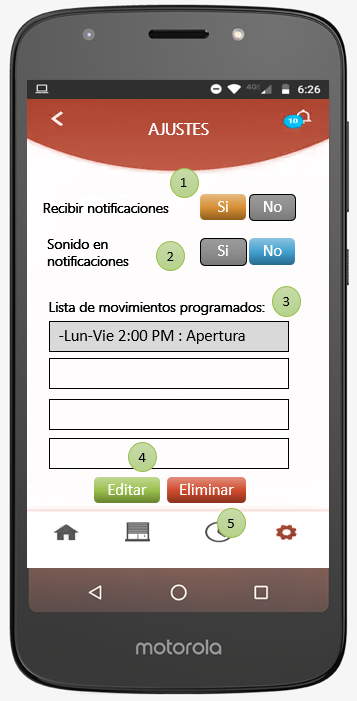 4G 6:26
AJUSTES
10
1
Recibir notificaciones Si No
Sonido en
notificaciones
2
Si No
Lista de movimientos programados:
3
-Lun-Vie 2:00 PM : Apertura
4
Editar Eliminar
5
motorola